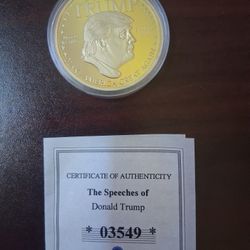 TRUMP
CERTIFICATE OF AUTHENTICITY
The Speeches of
Donald Trump
* 03549 *